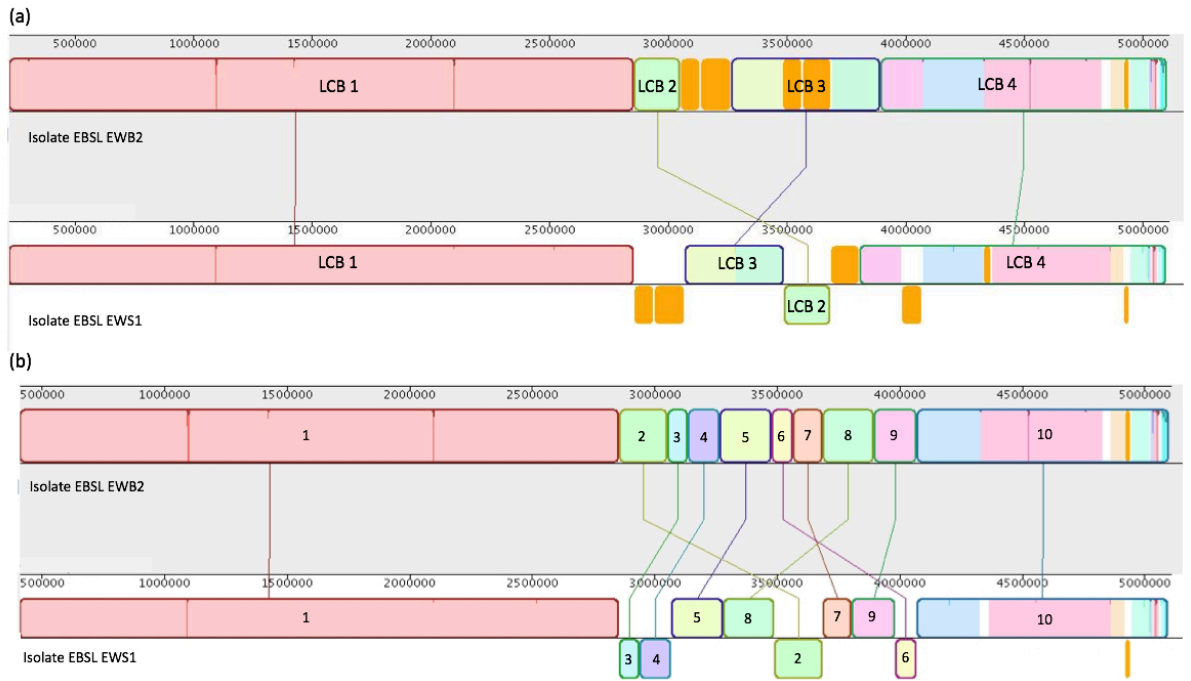 (a)
500000 1000000 1500000 2000000 2500000 3000000 3500000 4000000 4500000 5000000
LCB 1 LCB 2 LCB 3 LCB 4
Isolate EBSL EWB2
500000 1000000 1500000 2000000 2500000 3000000 3500000 4000000 4500000 5000000
LCB 1 LCB 3 LCB 4
LCB 2
Isolate EBSL EWS1
(b)
500000 1000000 1500000 2000000 2500000 3000000 3500000 4000000 4500000 5000000
1 2 3 4 5 6 7 8 9 10
Isolate EBSL EWB2
500000 1000000 1500000 2000000 2500000 3000000 3500000 4000000 4500000 5000000
1 5 8 7 9 10
Isolate EBSL EWS1 3 4 2 6